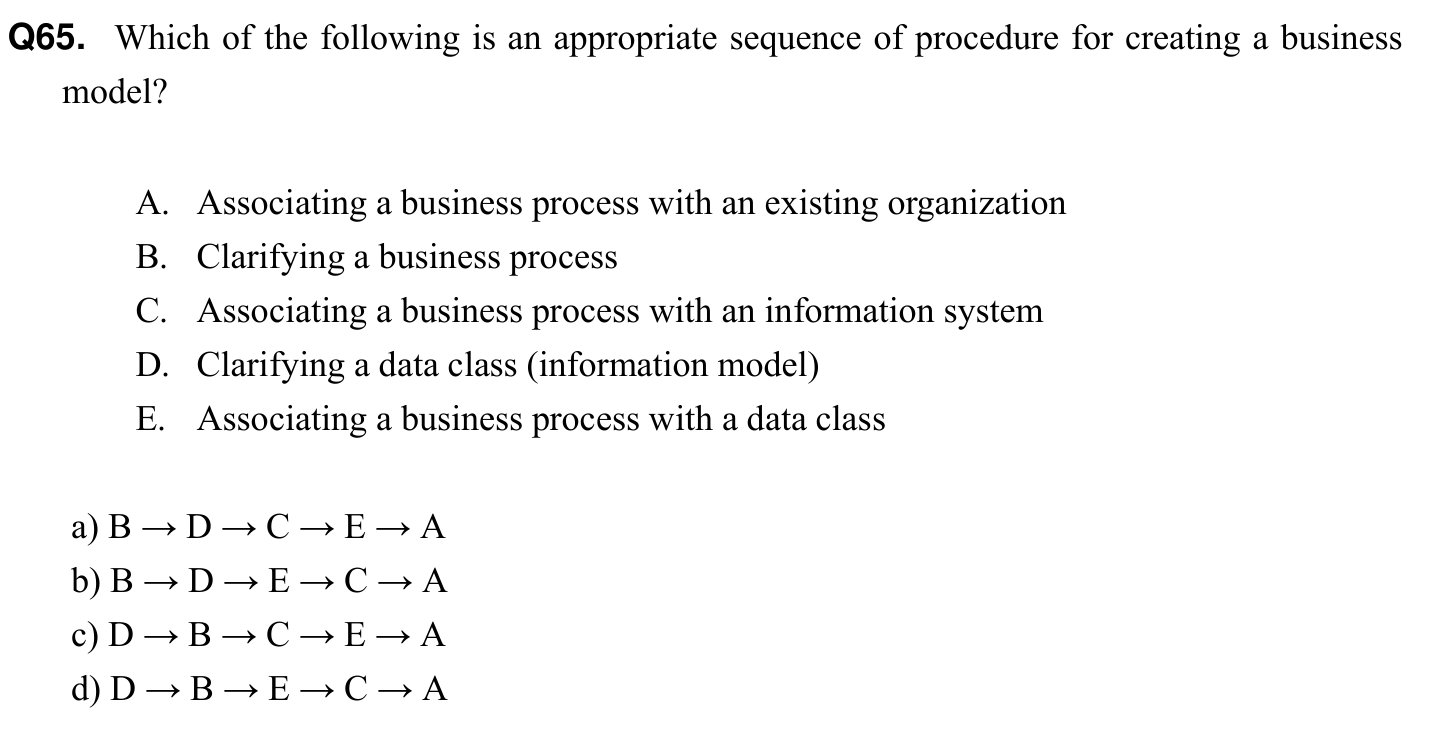 Q65. Which of the following is an appropriate sequence of procedure for creating a business
model?
A. Associating a business process with an existing organization
B. Clarifying a business process
C. Associating a business process with an information system
D. Clarifying a data class (information model)
E. Associating a business process with a data class
a) B → D → C → E → A
b) B → D → E → C → A
c) D → B → C → E → A
d) D → B → E → C → A